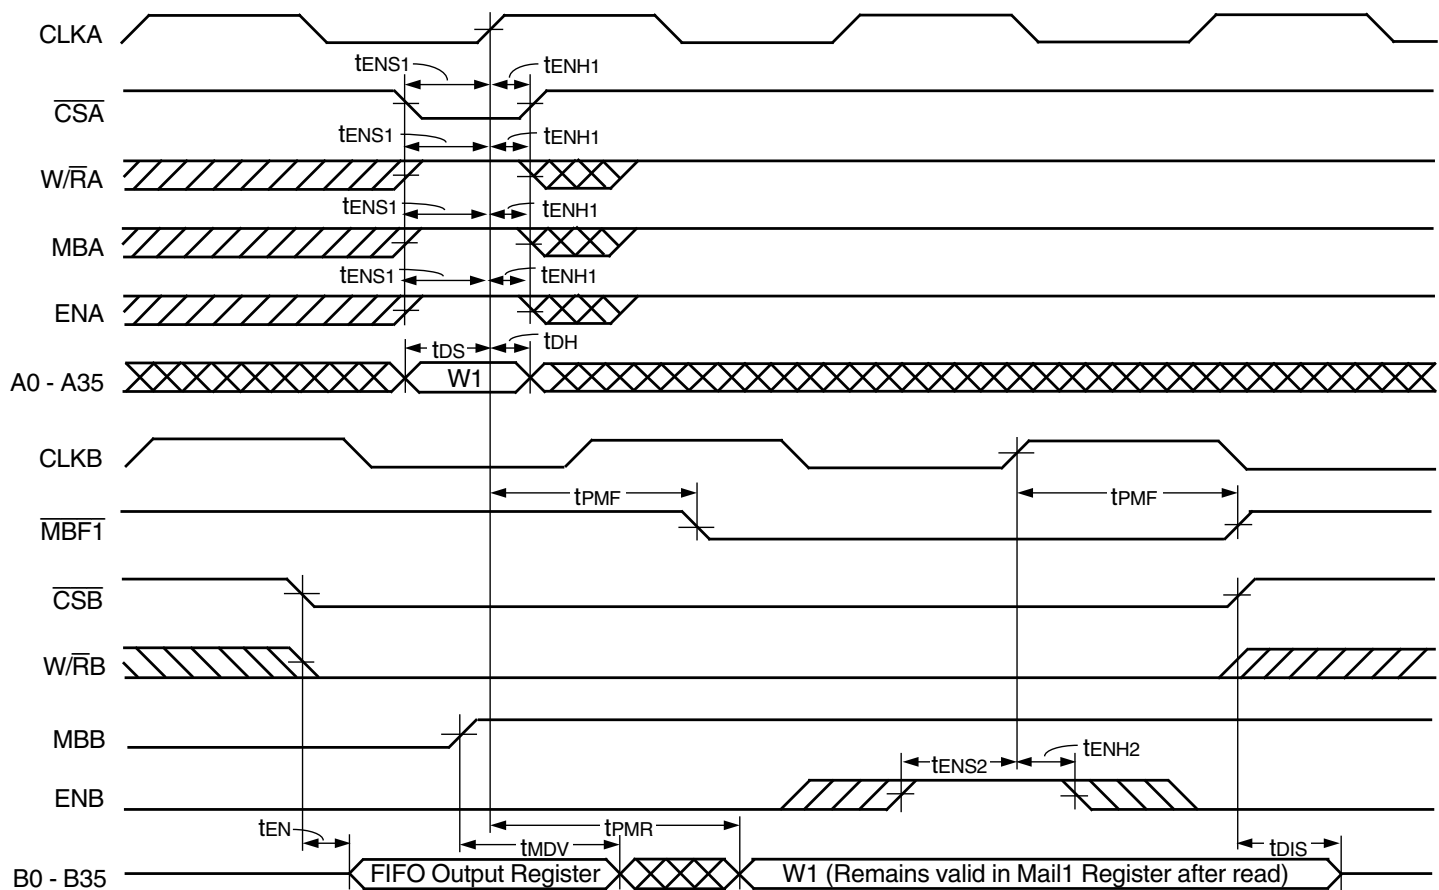 CLKA
tENS1 tENH1
CSA
tENS1 tENH1
W/RA
tENS1 tENH1
MBA
tENS1 tENH1
ENA
tDS tDH
A0 - A35 W1
CLKB
tPMF tPMF
MBF1
CSB
W/RB
MBB
tENS2 tENH2
ENB
tEN tPMR
tMDV tDIS
B0 - B35 FIFO Output Register W1 (Remains valid in Mail1 Register after read)